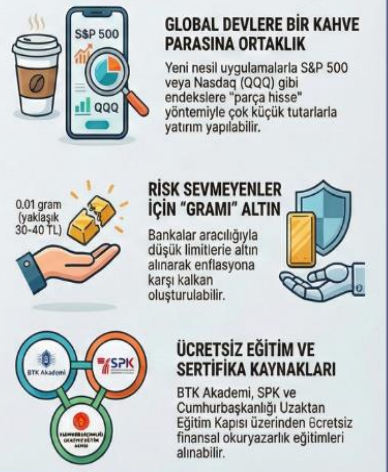 S&P 500
QQQ
GLOBAL DEVLERE BİR KAHVE
PARASINA ORTAKLIK
Yeni nesil uygulamalarla S&P 500
veya Nasdaq (QQQ) gibi
endekslere "parça hisse"
yöntemiyle çok küçük tutarlarla
yatırım yapılabilir.
0.01 gram
(yaklaşık
30-40 TL)
RİSK SEVMEYENLER
İÇİN "GRAMI" ALTIN
Bankalar aracılığıyla
düşük limitlerle altın
alınarak enflasyona
karşı kalkan
oluşturulabilir.
BTK Akademi
SPK
ÜCRETSİZ EĞİTİM VE
SERTİFİKA KAYNAKLARI
BTK Akademi, SPK ve
Cumhurbaşkanlığı Uzaktan
Eğitim Kapısı üzerinden ücretsiz
finansal okuryazarlık eğitimleri
alınabilir.